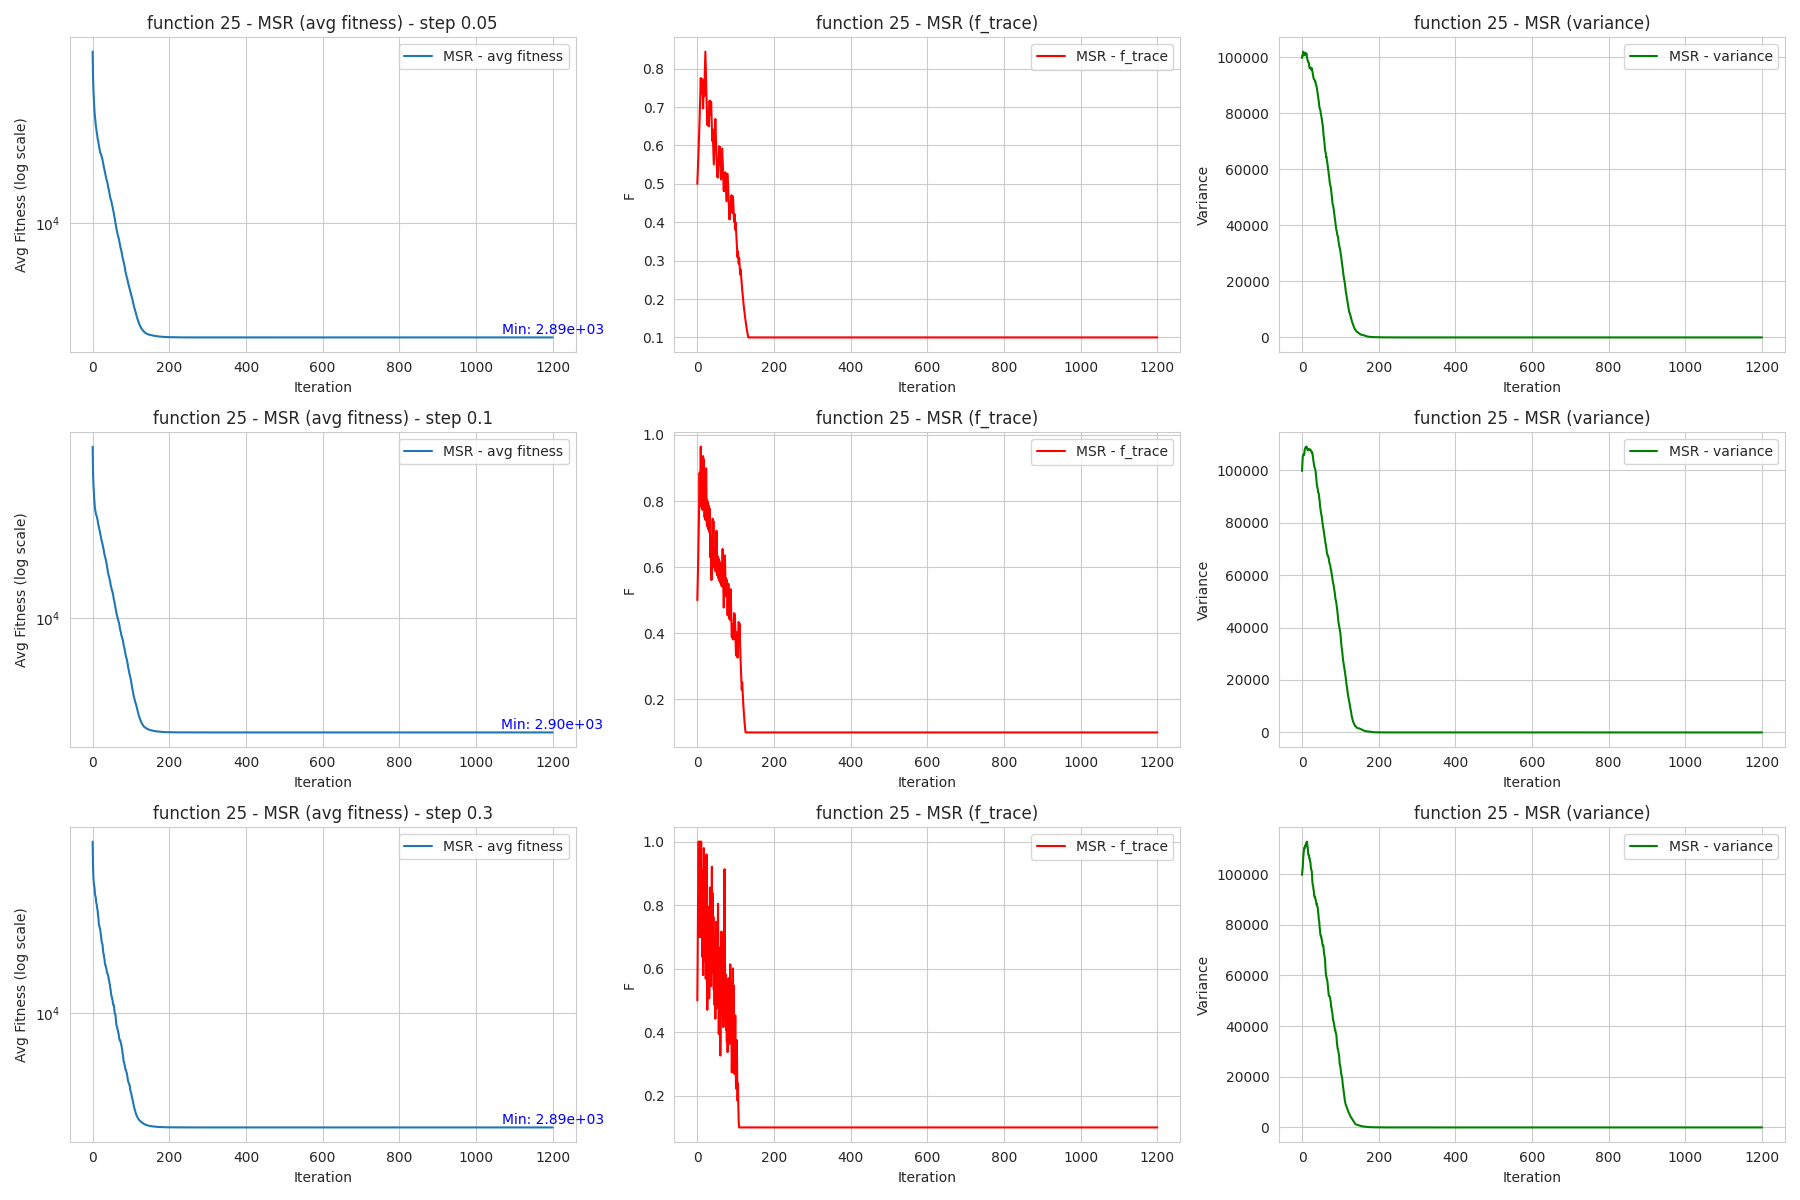 function 25 - MSR (avg fitness) - step 0.05
Avg Fitness (log scale)
10⁴
MSR - avg fitness
Min: 2.89e+03
0 200 400 600 800 1000 1200
Iteration
function 25 - MSR (f_trace)
F
0.8
0.7
0.6
0.5
0.4
0.3
0.2
0.1
MSR - f_trace
0 200 400 600 800 1000 1200
Iteration
function 25 - MSR (variance)
Variance
100000
80000
60000
40000
20000
0
MSR - variance
0 200 400 600 800 1000 1200
Iteration
function 25 - MSR (avg fitness) - step 0.1
Avg Fitness (log scale)
10⁴
MSR - avg fitness
Min: 2.90e+03
0 200 400 600 800 1000 1200
Iteration
function 25 - MSR (f_trace)
F
1.0
0.8
0.6
0.4
0.2
MSR - f_trace
0 200 400 600 800 1000 1200
Iteration
function 25 - MSR (variance)
Variance
100000
80000
60000
40000
20000
0
MSR - variance
0 200 400 600 800 1000 1200
Iteration
function 25 - MSR (avg fitness) - step 0.3
Avg Fitness (log scale)
10⁴
MSR - avg fitness
Min: 2.89e+03
0 200 400 600 800 1000 1200
Iteration
function 25 - MSR (f_trace)
F
1.0
0.8
0.6
0.4
0.2
MSR - f_trace
0 200 400 600 800 1000 1200
Iteration
function 25 - MSR (variance)
Variance
100000
80000
60000
40000
20000
0
MSR - variance
0 200 400 600 800 1000 1200
Iteration